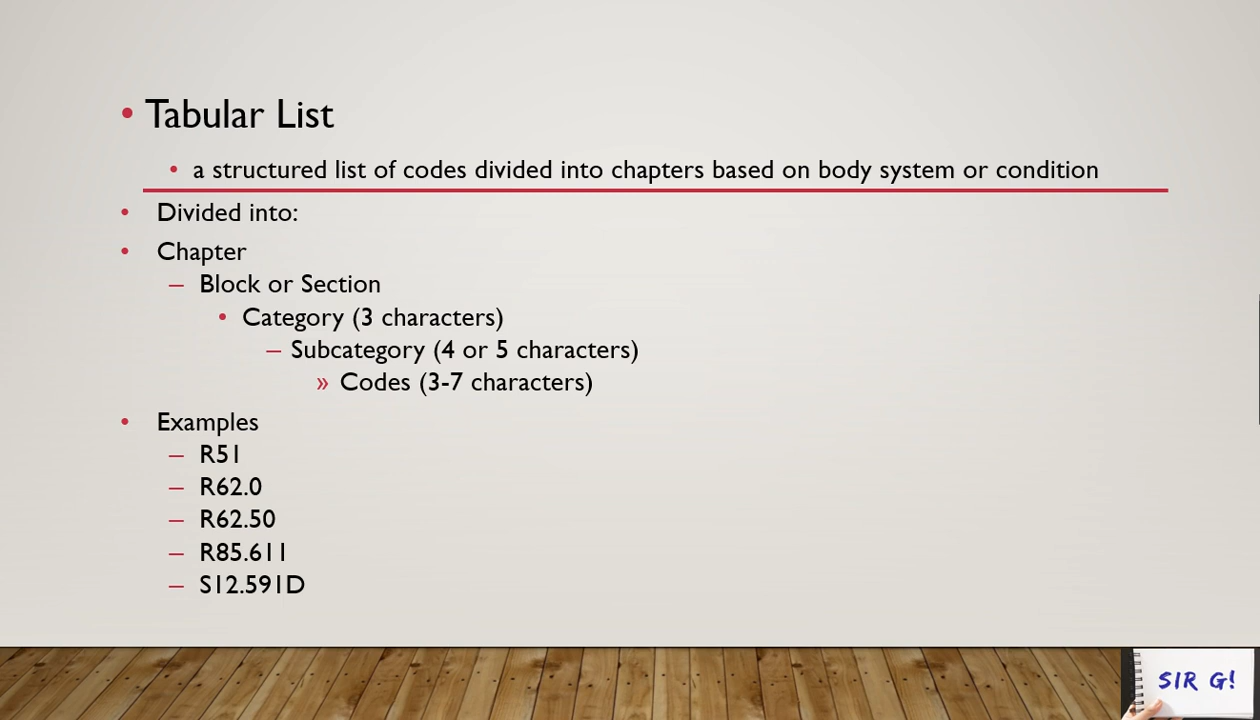 • Tabular List
• a structured list of codes divided into chapters based on body system or condition
• Divided into:
• Chapter
– Block or Section
• Category (3 characters)
– Subcategory (4 or 5 characters)
» Codes (3-7 characters)
• Examples
– R51
– R62.0
– R62.50
– R85.611
– S12.591D
SIR G!